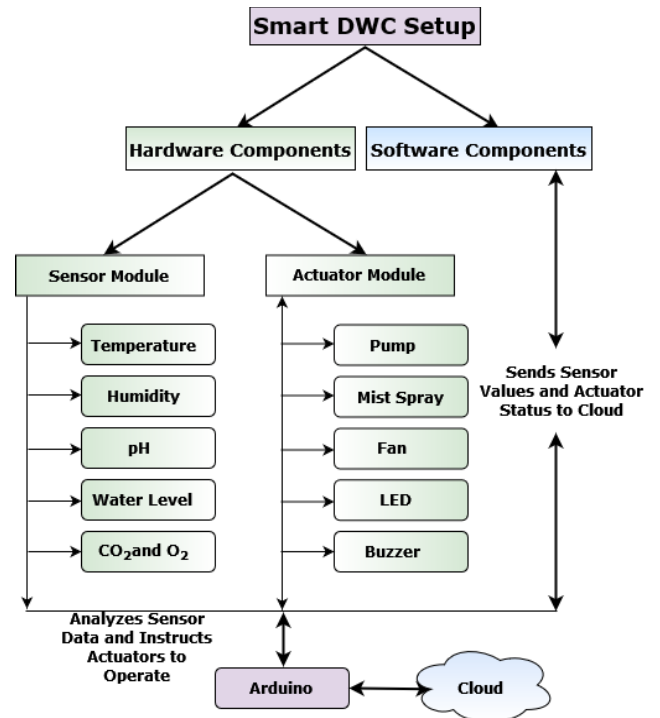 Smart DWC Setup
Hardware Components
Software Components
Sensor Module
Actuator Module
Temperature
Humidity
pH
Water Level
CO₂and O₂
Pump
Mist Spray
Fan
LED
Buzzer
Sends Sensor
Values and Actuator
Status to Cloud
Analyzes Sensor
Data and Instructs
Actuators to
Operate
Arduino
Cloud